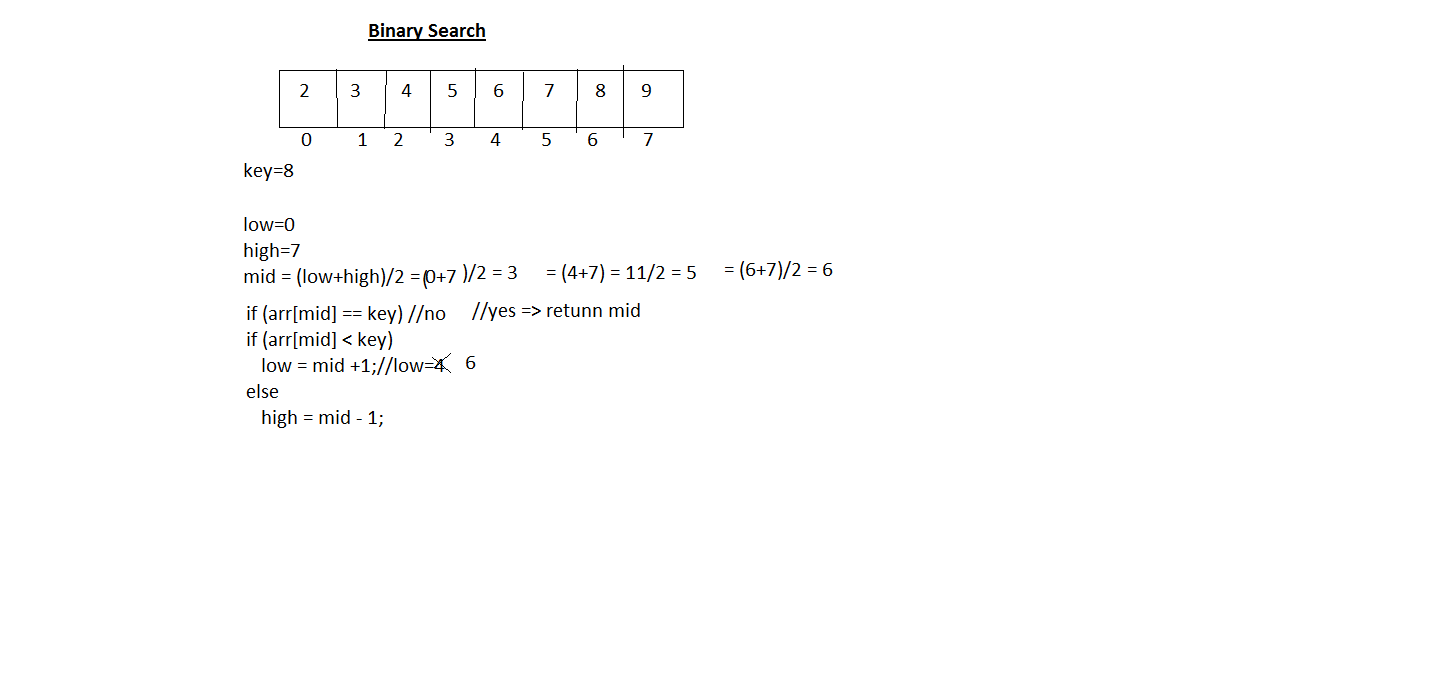 Binary Search
2 3 4 5 6 7 8 9
0 1 2 3 4 5 6 7
key=8
low=0
high=7
mid = (low+high)/2 =(0+7 )/2 = 3 = (4+7) = 11/2 = 5 = (6+7)/2 = 6
if (arr[mid] == key) //no //yes => retunn mid
if (arr[mid] < key)
low = mid +1;//low=4 6
else
high = mid - 1;